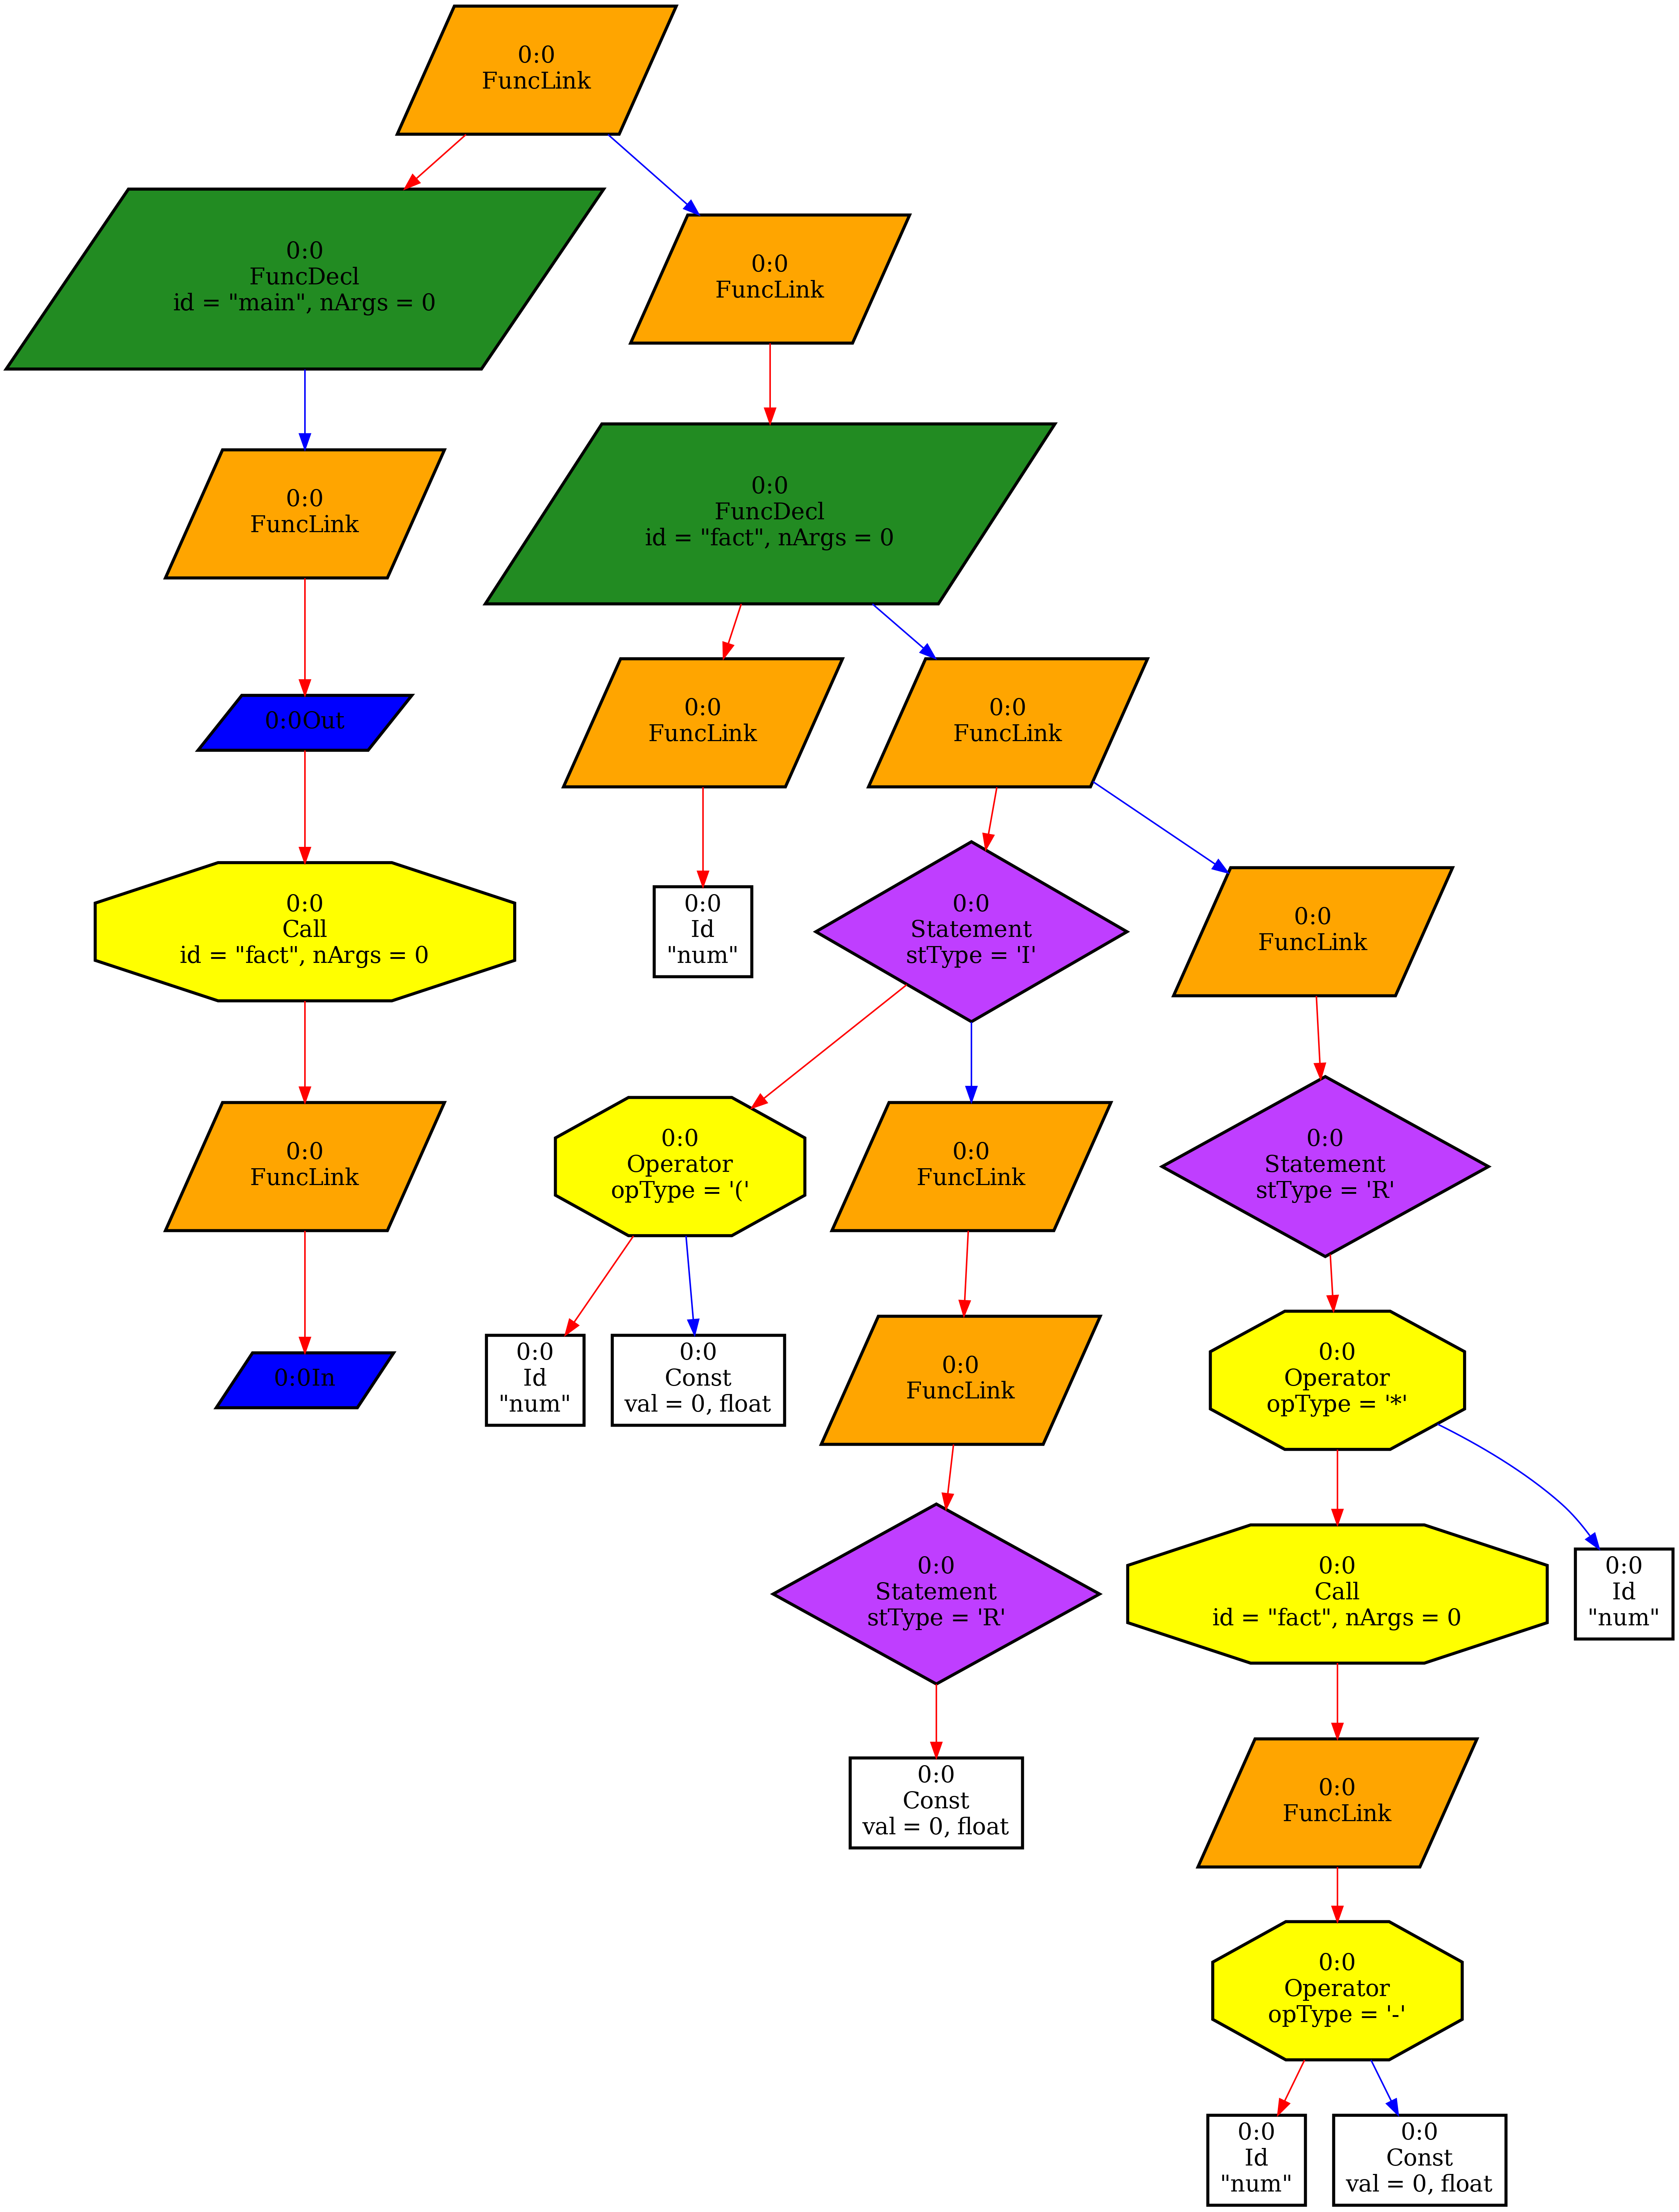 0:0
FuncLink
0:0
FuncDecl
id = "main", nArgs = 0
0:0
FuncLink
0:0
FuncLink
0:0
FuncDecl
id = "fact", nArgs = 0
0:0
FuncLink
0:0
FuncLink
0:0Out
0:0
FuncLink
0:0
Call
id = "fact", nArgs = 0
0:0
Id
"num"
0:0
Statement
stType = 'I'
0:0
FuncLink
0:0
FuncLink
0:0
Operator
opType = '('
0:0
FuncLink
0:0
Statement
stType = 'R'
0:0In
0:0
Id
"num"
0:0
Const
val = 0, float
0:0
FuncLink
0:0
Operator
opType = '*'
0:0
Statement
stType = 'R'
0:0
Call
id = "fact", nArgs = 0
0:0
Id
"num"
0:0
Const
val = 0, float
0:0
FuncLink
0:0
Operator
opType = '-'
0:0
Id
"num"
0:0
Const
val = 0, float